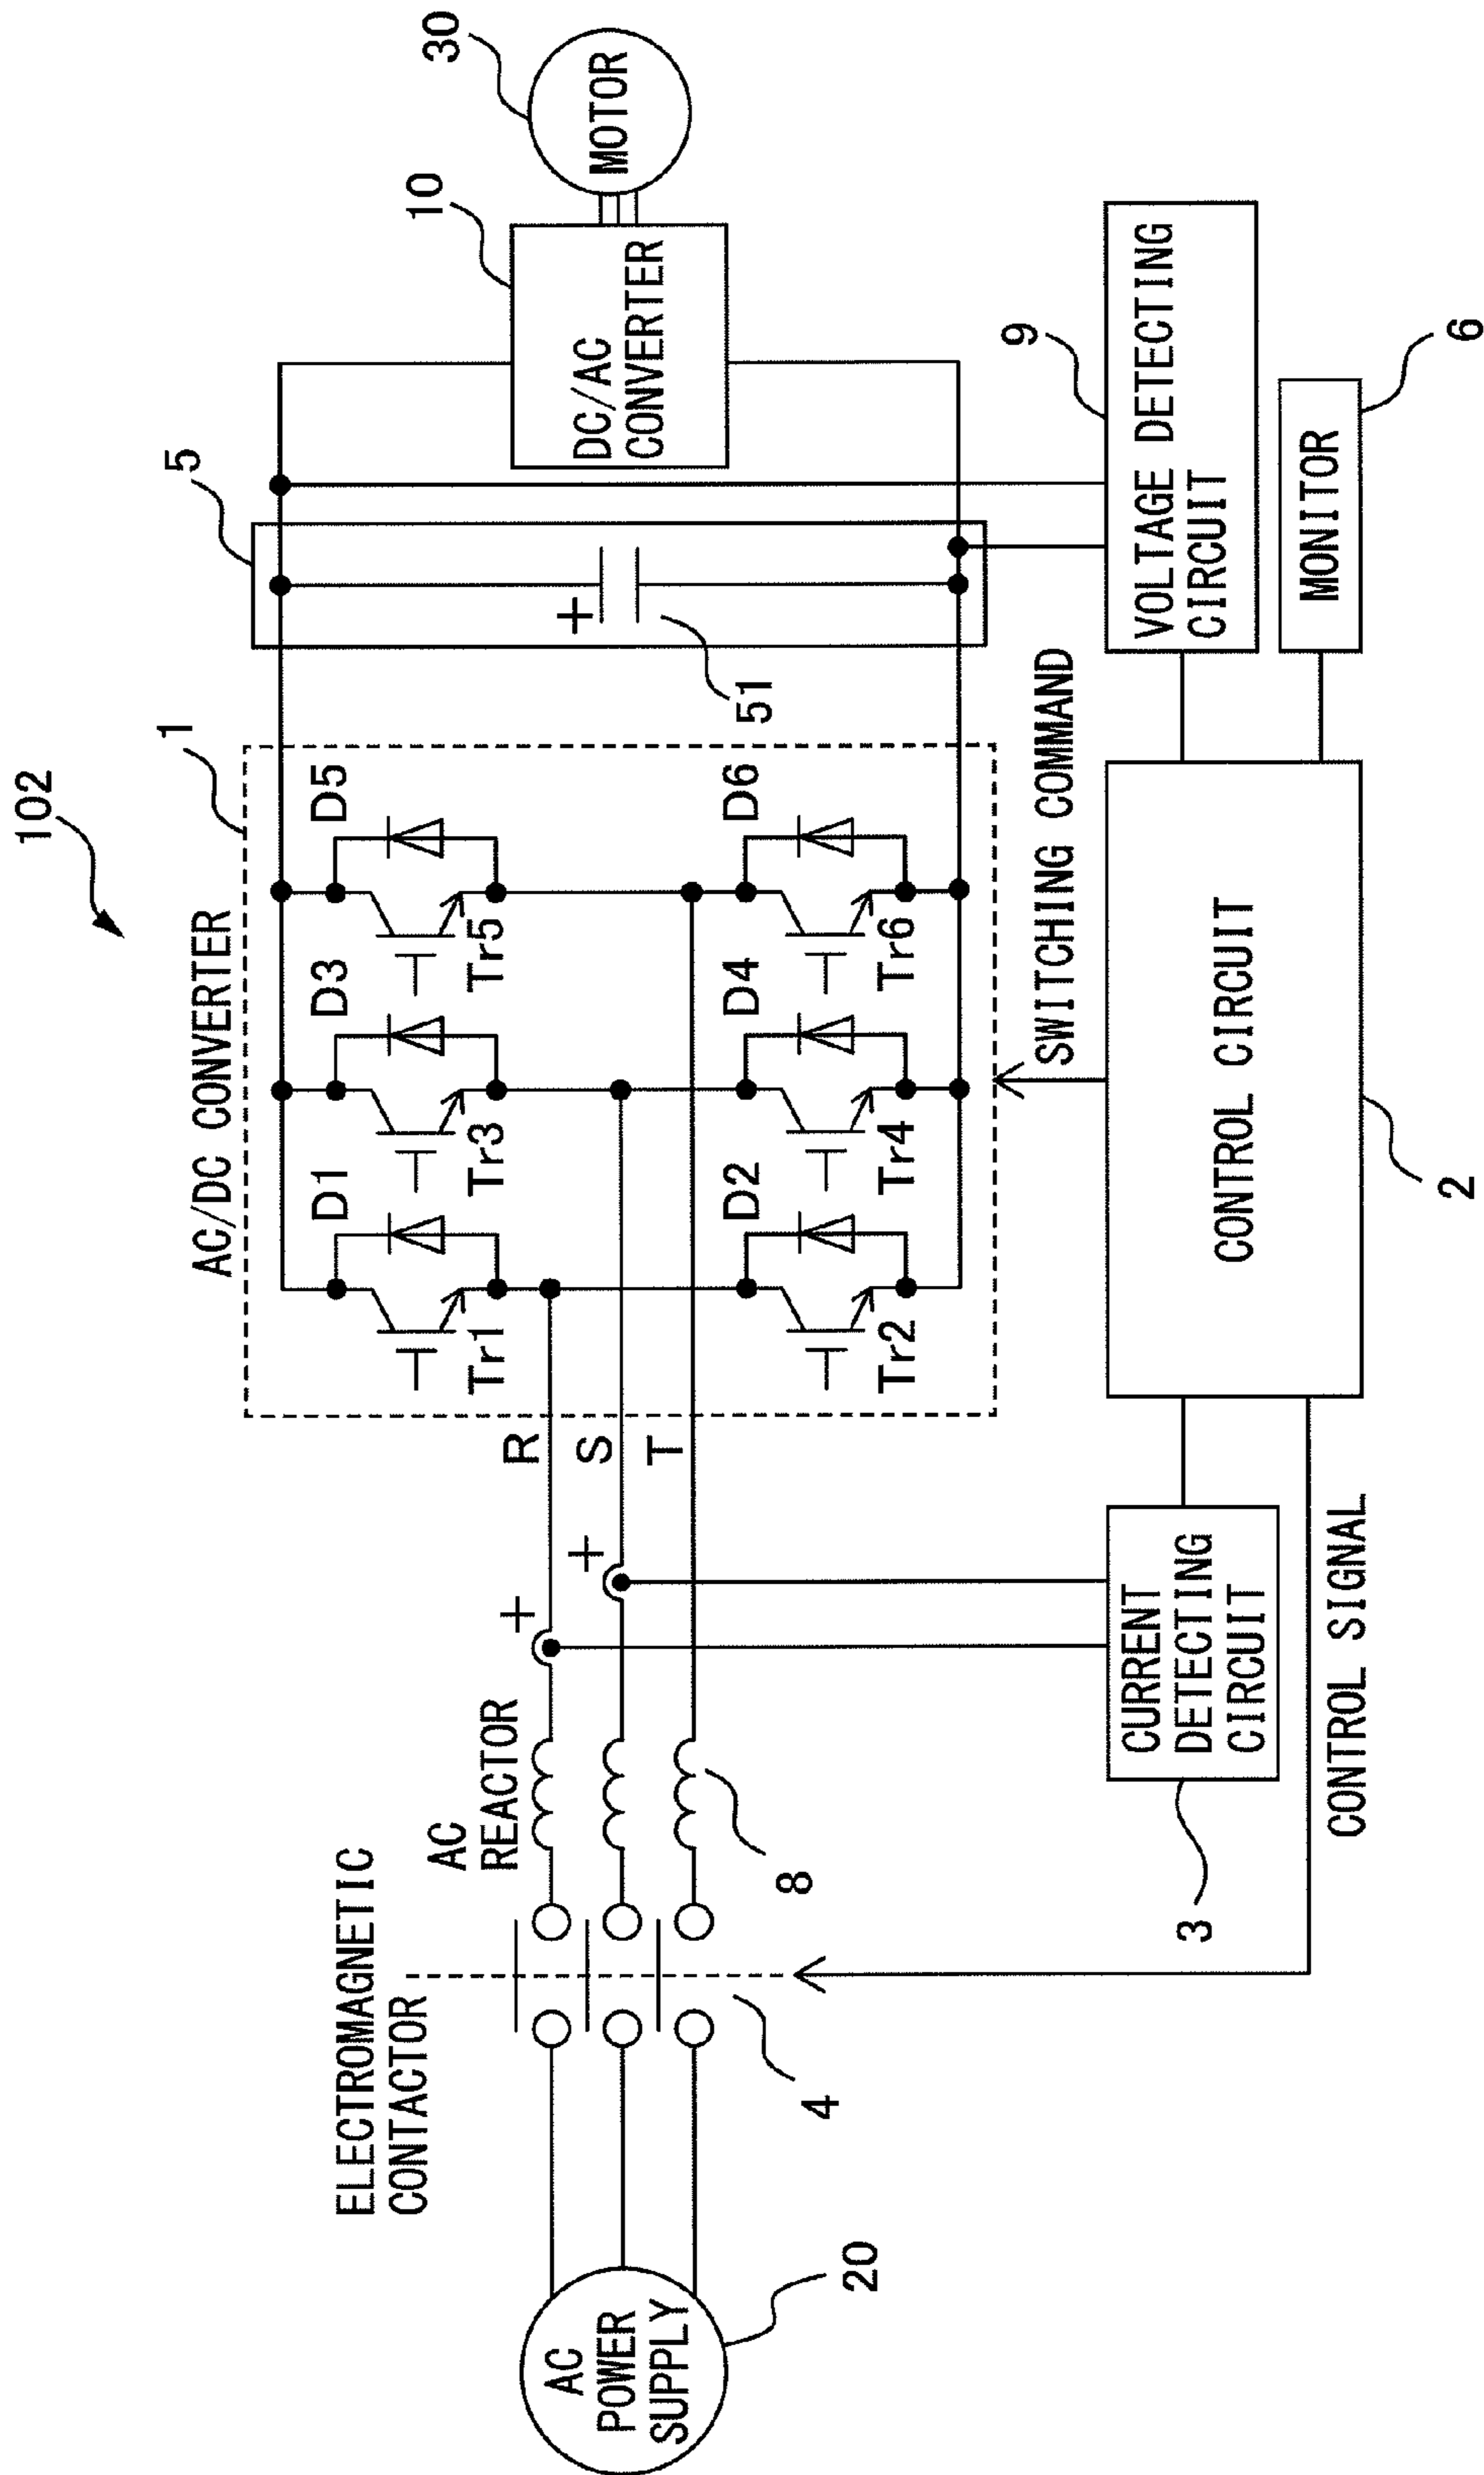 102
AC/DC CONVERTER
1
5
10
30
D1
D3
D5
Tr1
Tr3
Tr5
D2
D4
D6
Tr2
Tr4
Tr6
+
51
DC/AC
CONVERTER
MOTOR
ELECTROMAGNETIC
CONTACTOR
AC
REACTOR
+
+
R
S
T
AC
POWER
SUPPLY
20
4
8
SWITCHING COMMAND
9
3
CURRENT
DETECTING
CIRCUIT
CONTROL SIGNAL
CONTROL CIRCUIT
2
VOLTAGE DETECTING
CIRCUIT
MONITOR
6